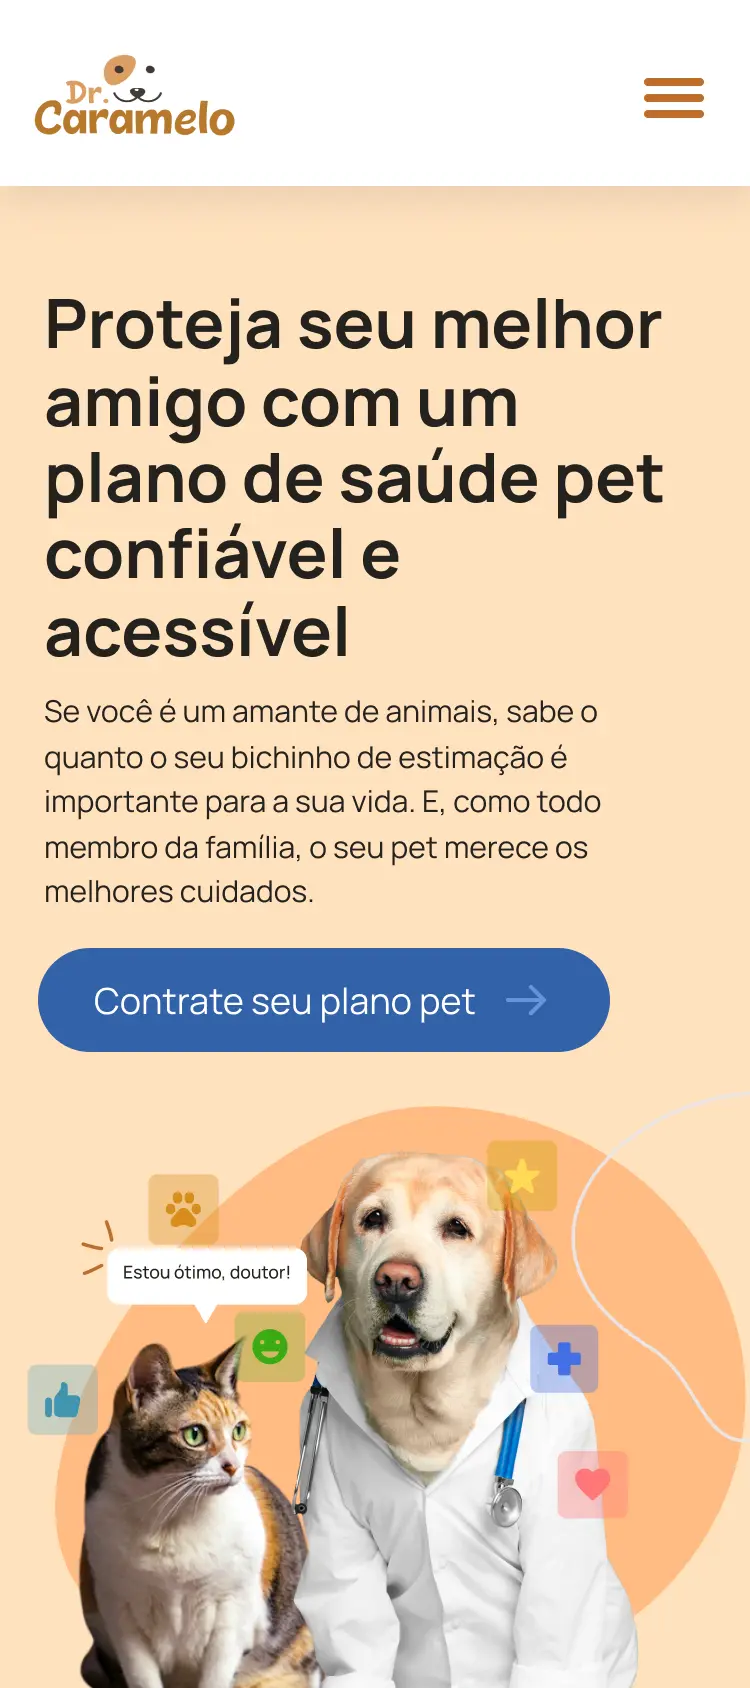 Dr.
Caramelo
Proteja seu melhor
amigo com um
plano de saúde pet
confiável e
acessível
Se você é um amante de animais, sabe o
quanto o seu bichinho de estimação é
importante para a sua vida. E, como todo
membro da família, o seu pet merece os
melhores cuidados.
Contrate seu plano pet
Estou ótimo, doutor!